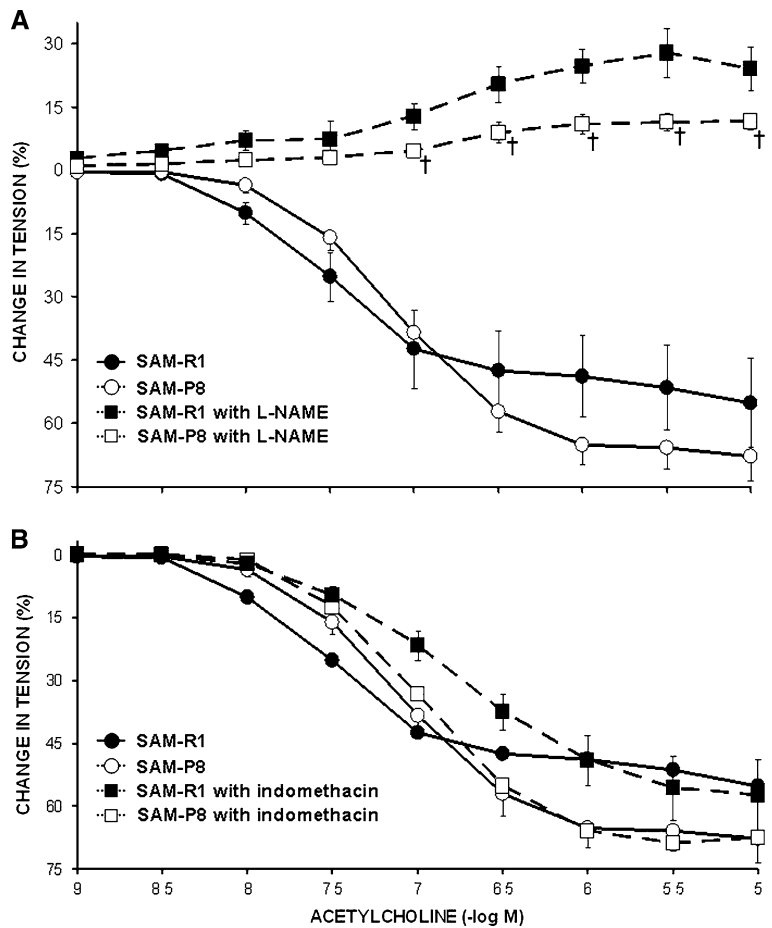 A
30
15
0
15
30
45
60
75
CHANGE IN TENSION (%)
† † † † †
SAM-R1
SAM-P8
SAM-R1 with L-NAME
SAM-P8 with L-NAME
B
0
15
30
45
60
75
CHANGE IN TENSION (%)
SAM-R1
SAM-P8
SAM-R1 with indomethacin
SAM-P8 with indomethacin
9 8.5 8 7.5 7 6.5 6 5.5 5
ACETYLCHOLINE (-log M)